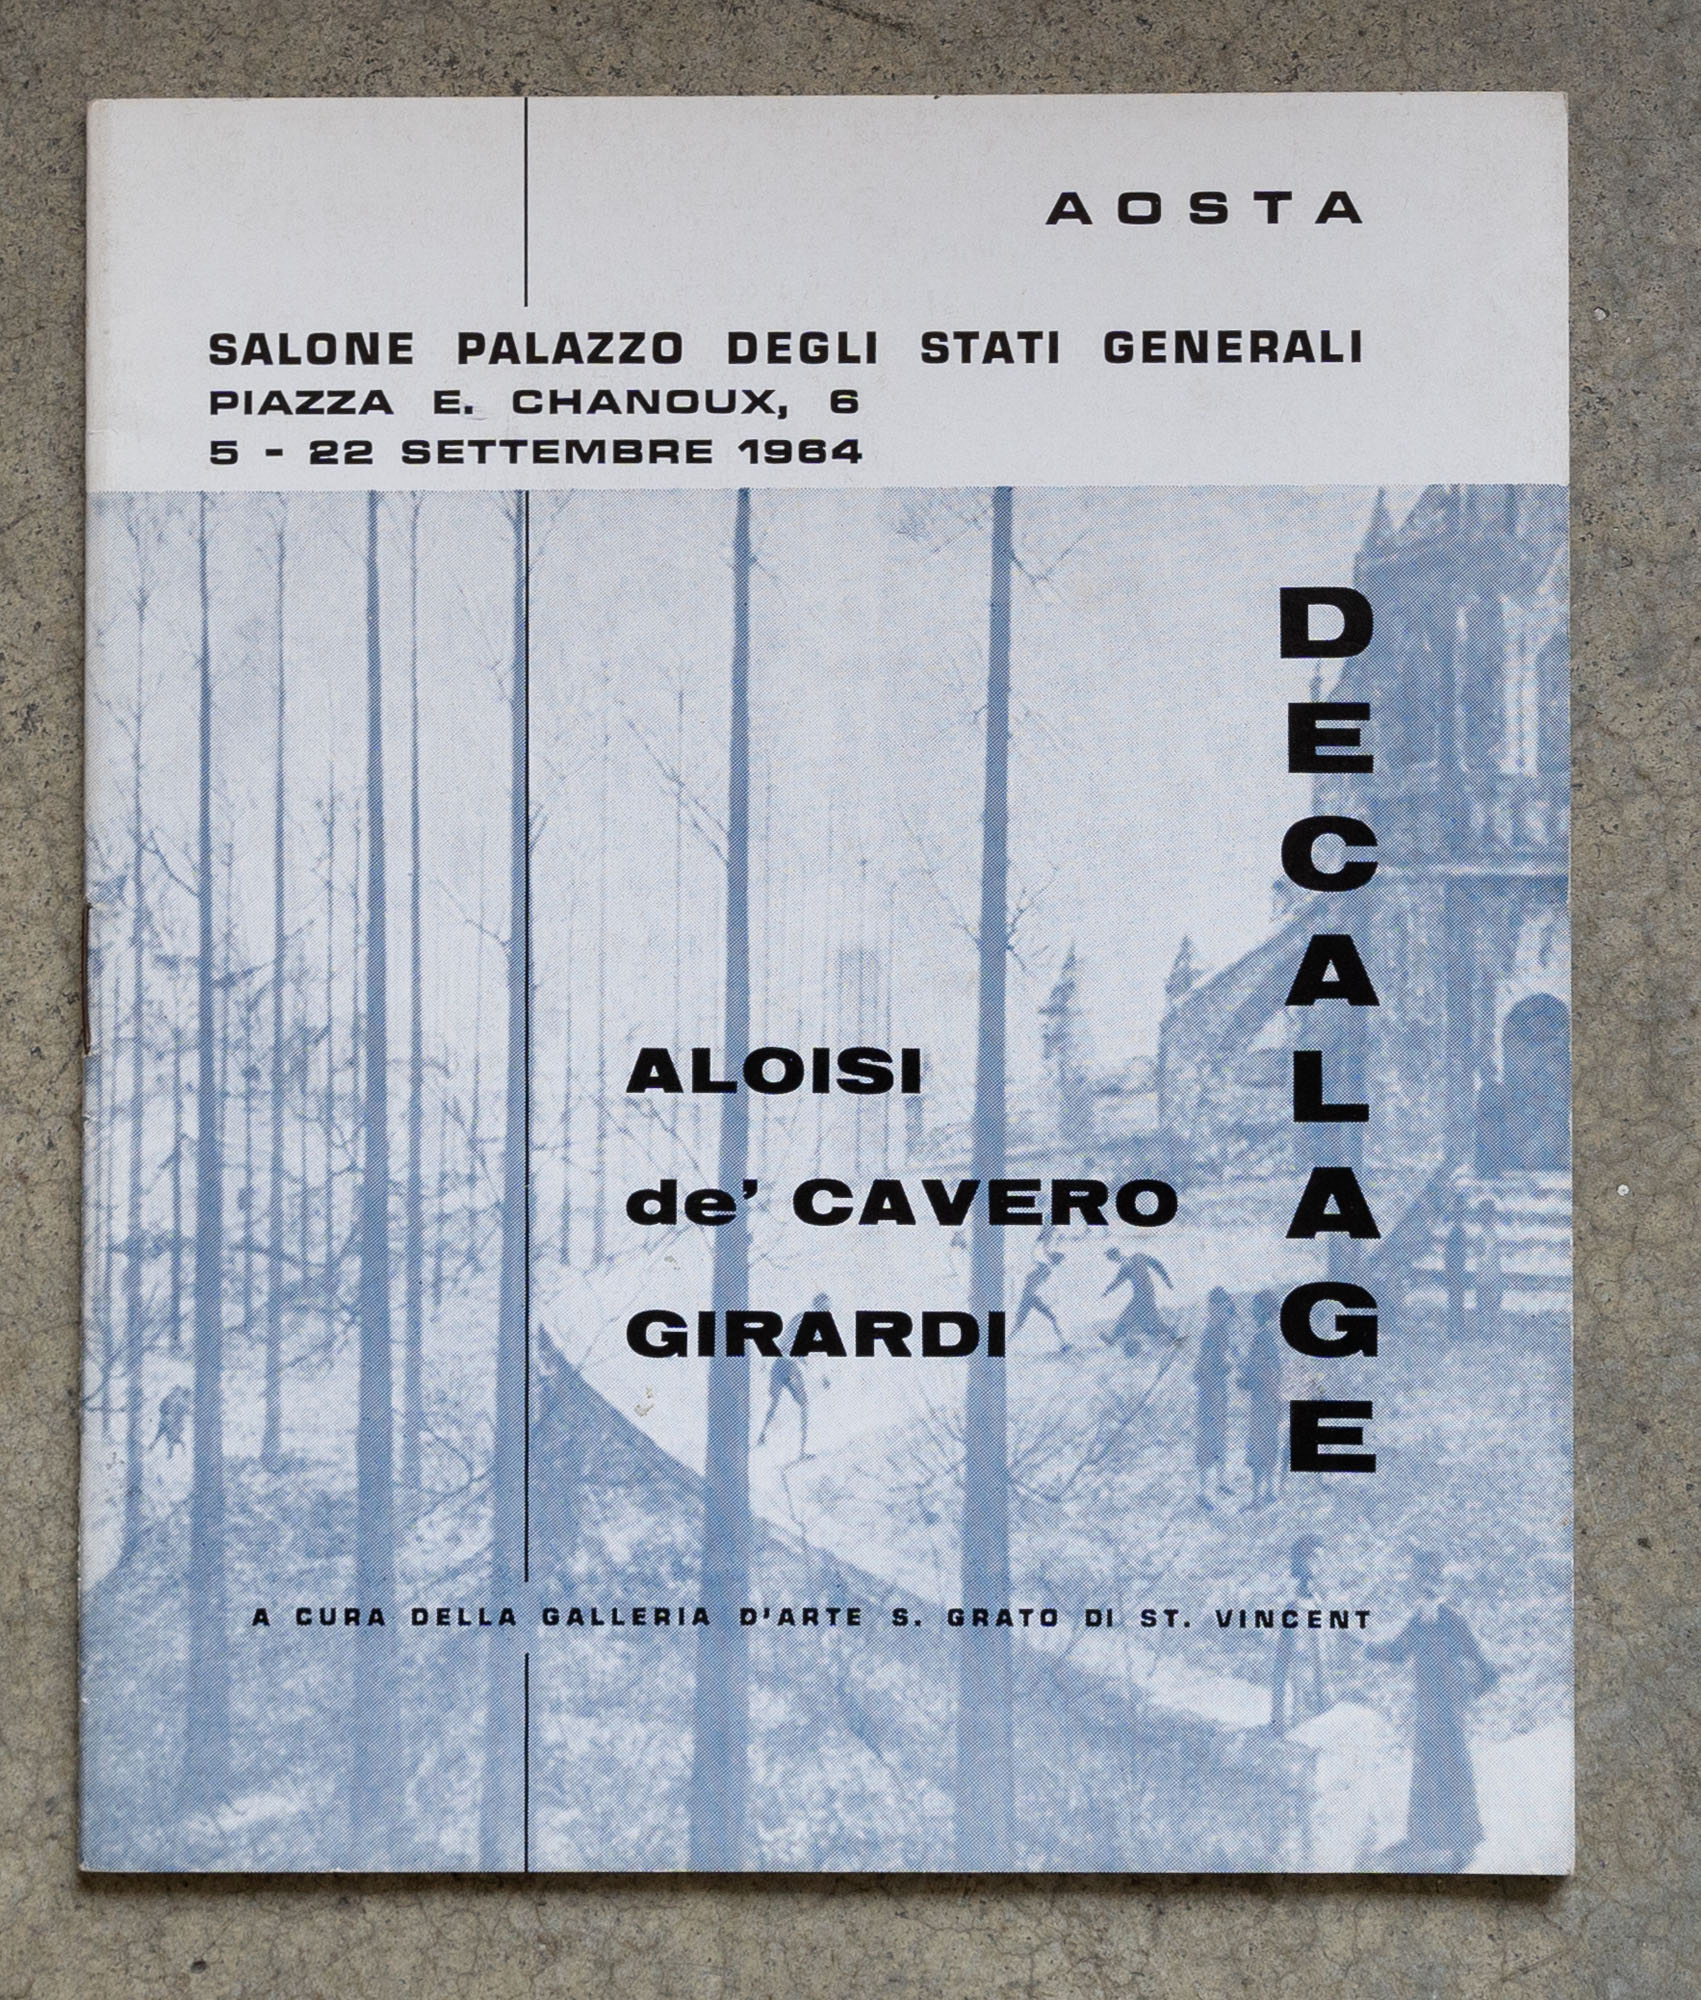 AOSTA
SALONE PALAZZO DEGLI STATI GENERALI
PIAZZA E. CHANOUX, 6
5 - 22 SETTEMBRE 1964
DECALAGE
ALOISI
de' CAVERO
GIRARDI
A CURA DELLA GALLERIA D'ARTE S. GRATO DI ST. VINCENT